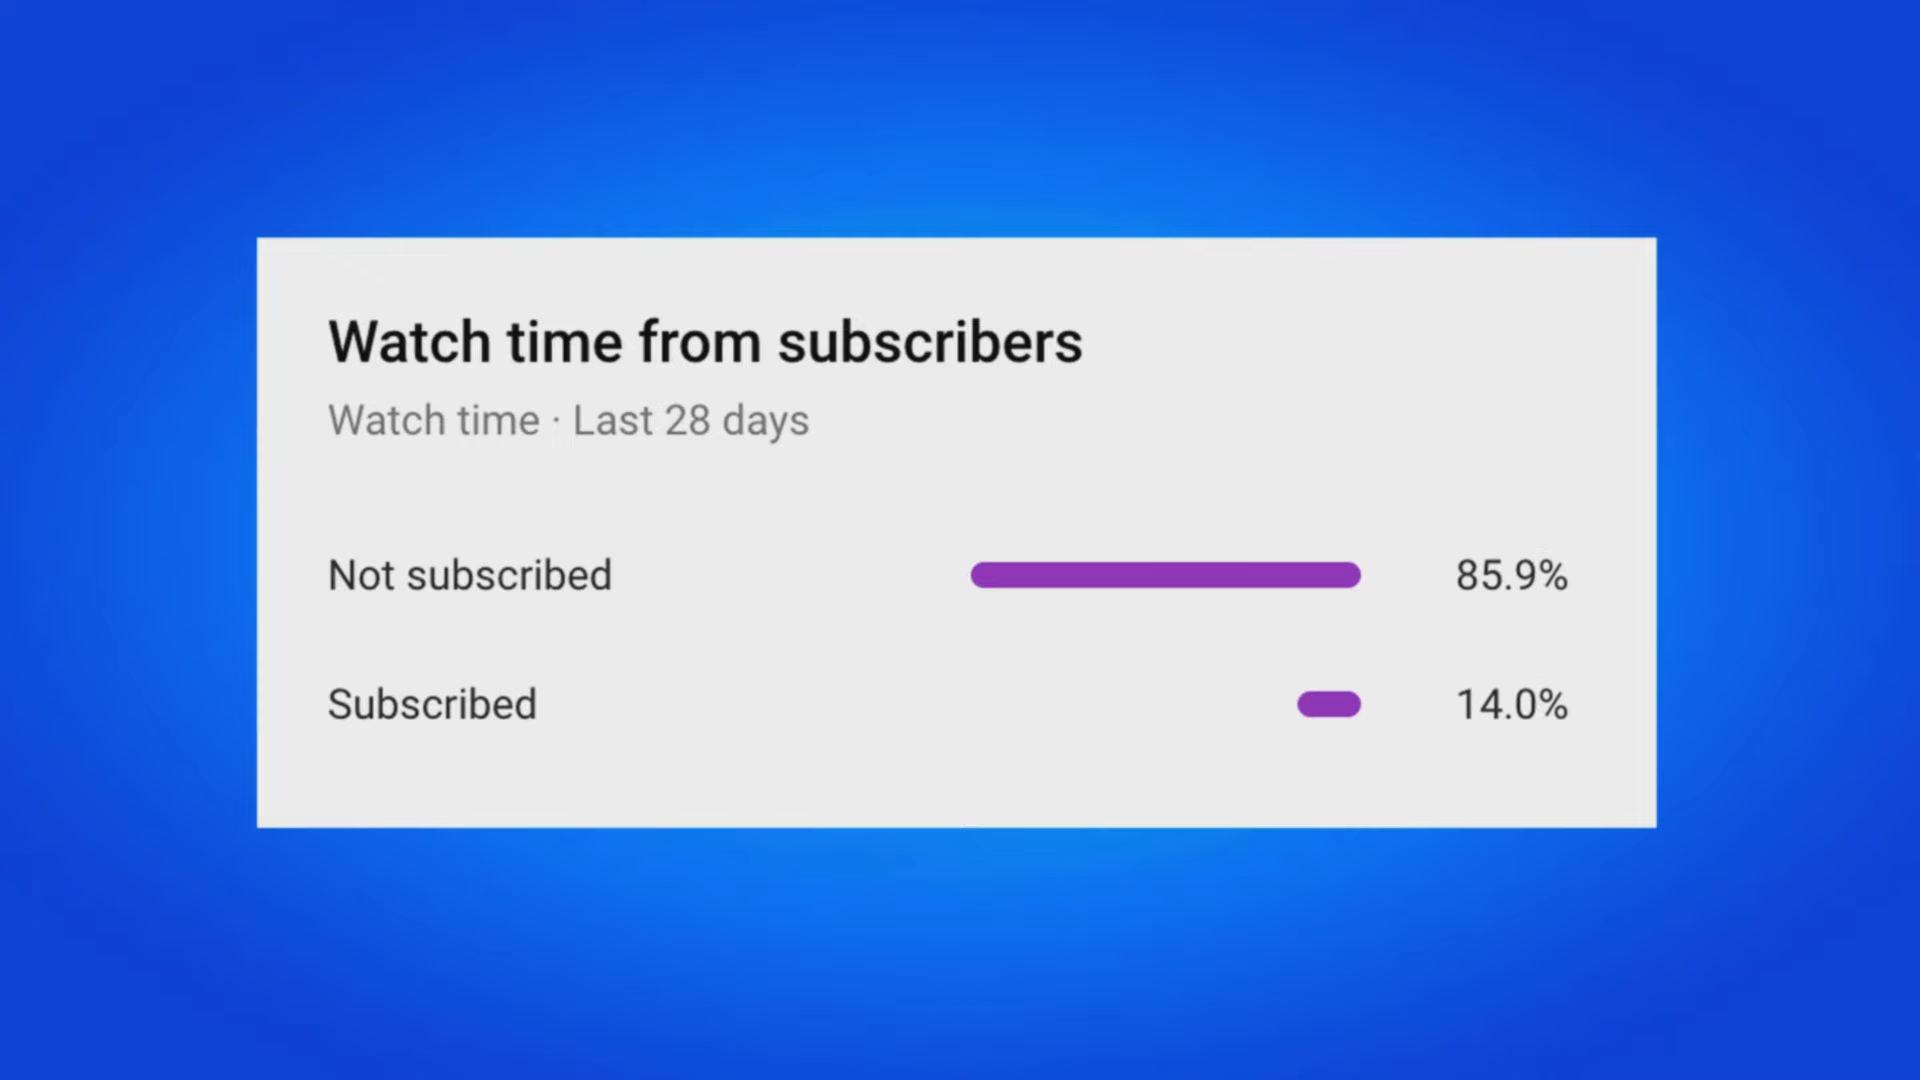 Watch time from subscribers
Watch time · Last 28 days
Not subscribed 85.9%
Subscribed 14.0%